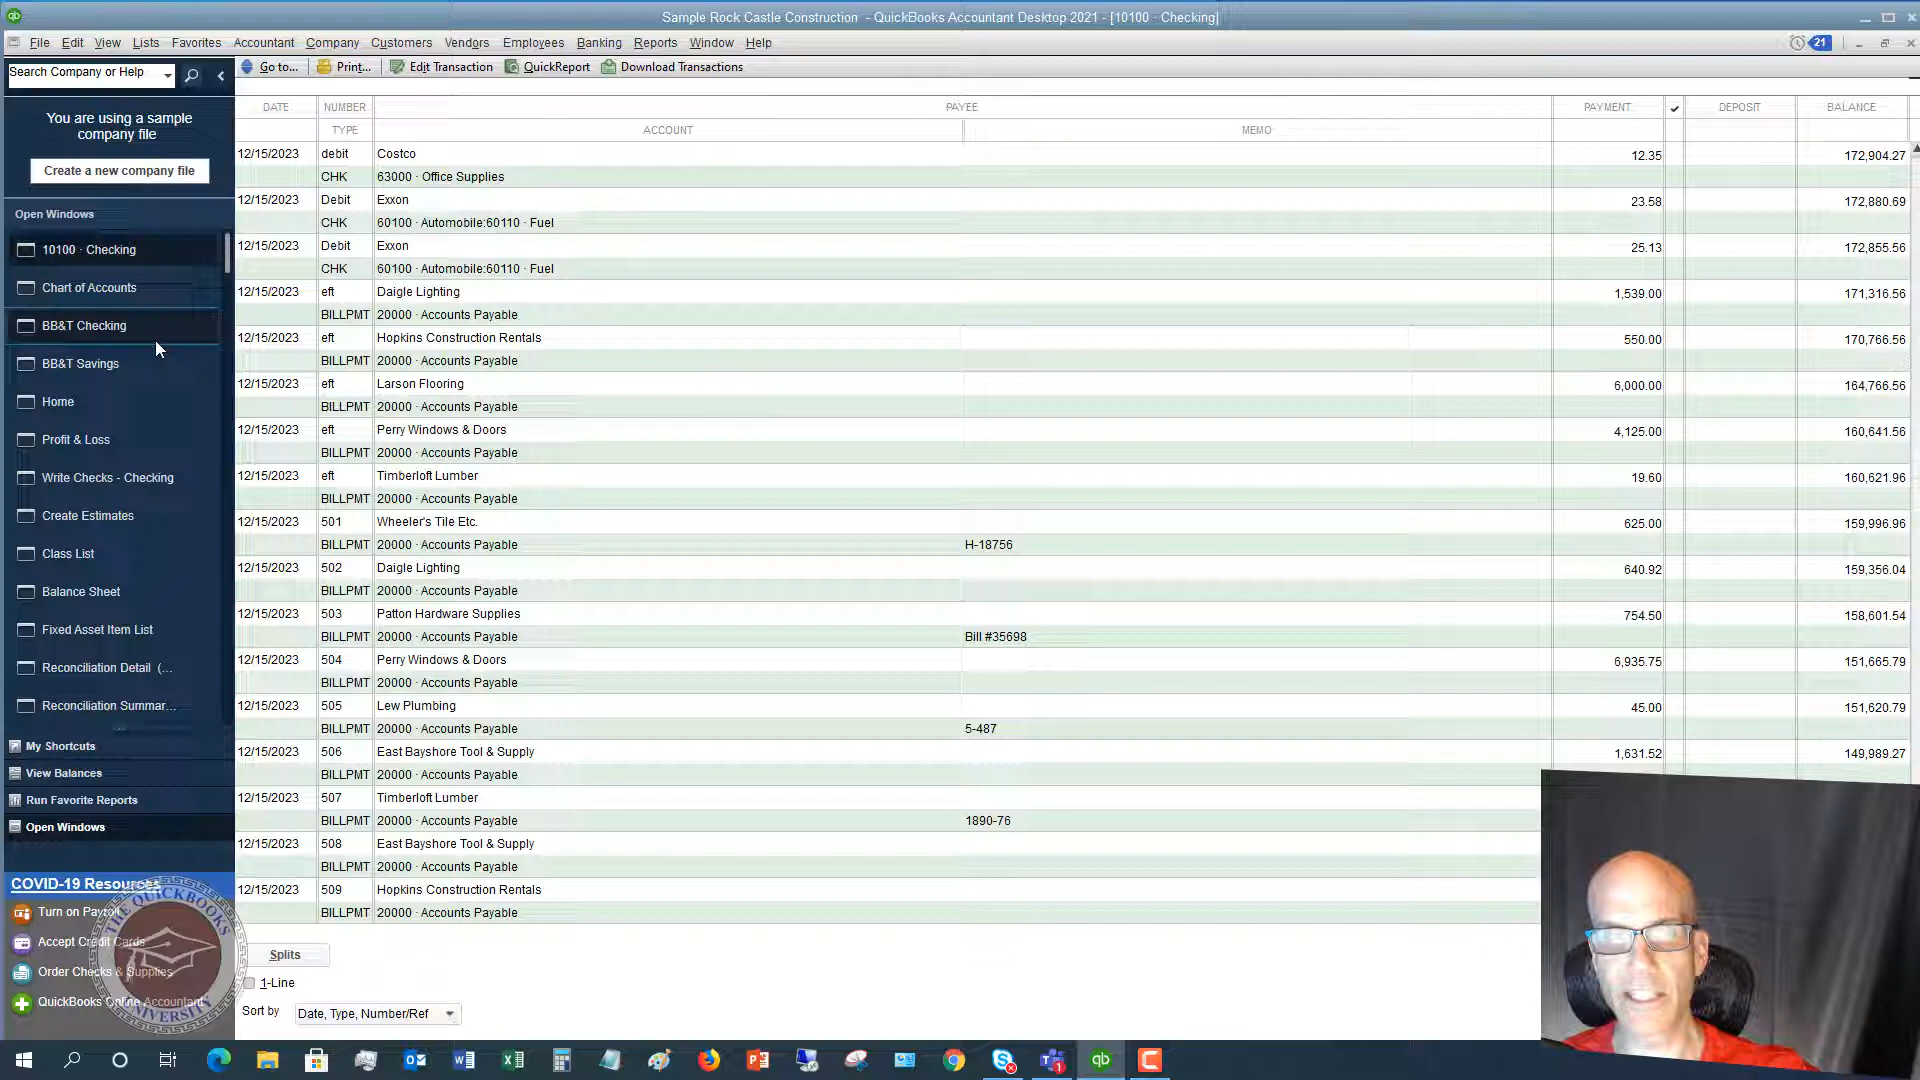 Sample Rock Castle Construction - QuickBooks Accountant Desktop 2021 - [10100 · Checking]
File Edit View Lists Favorites Accountant Company Customers Vendors Employees Banking Reports Window Help 21
Search Company or Help
Go to... Print... Edit Transaction QuickReport Download Transactions
You are using a sample
company file
Create a new company file
Open Windows
10100 · Checking
Chart of Accounts
BB&T Checking
BB&T Savings
Home
Profit & Loss
Write Checks - Checking
Create Estimates
Class List
Balance Sheet
Fixed Asset Item List
Reconciliation Detail (...
Reconciliation Summar...
My Shortcuts
View Balances
Run Favorite Reports
Open Windows
COVID-19 Resources
Turn on Payroll
Accept Credit Cards
Order Checks & Supplies
QuickBooks Online Accountant
THE QUICKBOOKS UNIVERSITY
DATE NUMBER PAYEE PAYMENT ✓ DEPOSIT BALANCE
TYPE ACCOUNT MEMO
12/15/2023 debit Costco 12.35 172,904.27
CHK 63000 · Office Supplies
12/15/2023 Debit Exxon 23.58 172,880.69
CHK 60100 · Automobile:60110 · Fuel
12/15/2023 Debit Exxon 25.13 172,855.56
CHK 60100 · Automobile:60110 · Fuel
12/15/2023 eft Daigle Lighting 1,539.00 171,316.56
BILLPMT 20000 · Accounts Payable
12/15/2023 eft Hopkins Construction Rentals 550.00 170,766.56
BILLPMT 20000 · Accounts Payable
12/15/2023 eft Larson Flooring 6,000.00 164,766.56
BILLPMT 20000 · Accounts Payable
12/15/2023 eft Perry Windows & Doors 4,125.00 160,641.56
BILLPMT 20000 · Accounts Payable
12/15/2023 eft Timberloft Lumber 19.60 160,621.96
BILLPMT 20000 · Accounts Payable
12/15/2023 501 Wheeler's Tile Etc. 625.00 159,996.96
BILLPMT 20000 · Accounts Payable H-18756
12/15/2023 502 Daigle Lighting 640.92 159,356.04
BILLPMT 20000 · Accounts Payable
12/15/2023 503 Patton Hardware Supplies 754.50 158,601.54
BILLPMT 20000 · Accounts Payable Bill #35698
12/15/2023 504 Perry Windows & Doors 6,935.75 151,665.79
BILLPMT 20000 · Accounts Payable
12/15/2023 505 Lew Plumbing 45.00 151,620.79
BILLPMT 20000 · Accounts Payable 5-487
12/15/2023 506 East Bayshore Tool & Supply 1,631.52 149,989.27
BILLPMT 20000 · Accounts Payable
12/15/2023 507 Timberloft Lumber
BILLPMT 20000 · Accounts Payable 1890-76
12/15/2023 508 East Bayshore Tool & Supply
BILLPMT 20000 · Accounts Payable
12/15/2023 509 Hopkins Construction Rentals
BILLPMT 20000 · Accounts Payable
Splits
1-Line
Sort by Date, Type, Number/Ref